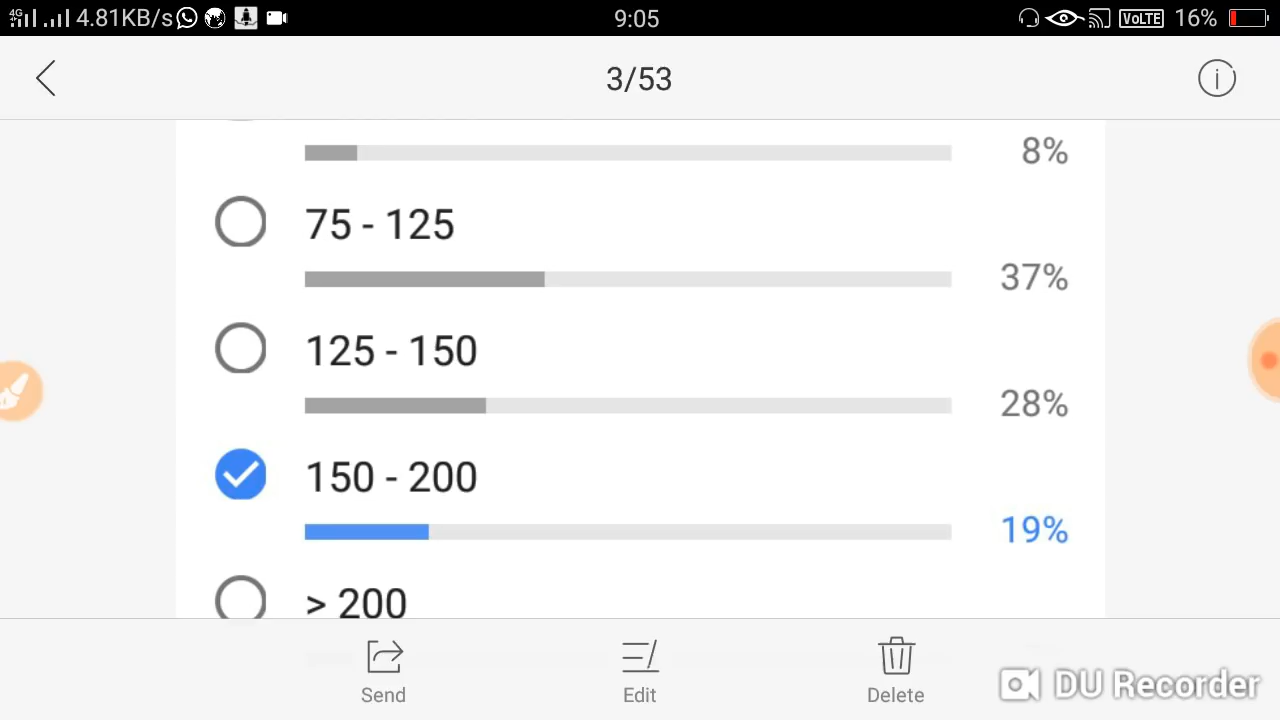 4G 4.81KB/s 9:05 VoLTE 16%
3/53
8%
75 - 125
37%
125 - 150
28%
150 - 200
19%
> 200
Send Edit Delete
DU Recorder